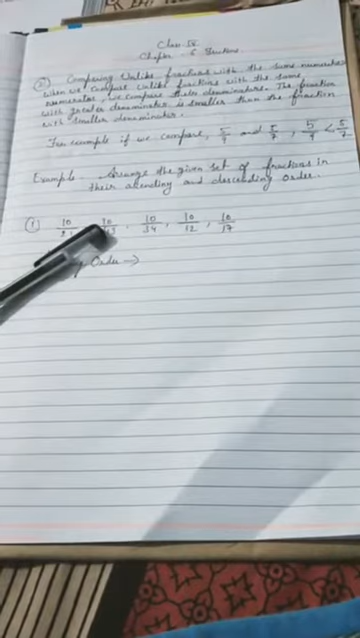 Class IV
Chapter - 6 Fractions
② Comparing Unlike fractions with the same numerator
When we compare unlike fractions with the same
numerator, we compare their denominators. The fraction
with greater denominator is smaller than the fraction
with smaller denominator.
For example if we compare, 5/9 and 5/7, 5/9 < 5/7
Example Arrange the given set of fractions in
their ascending and descending Order.
① 10/21 10/13, 10/34, 10/12, 10/17
Order →